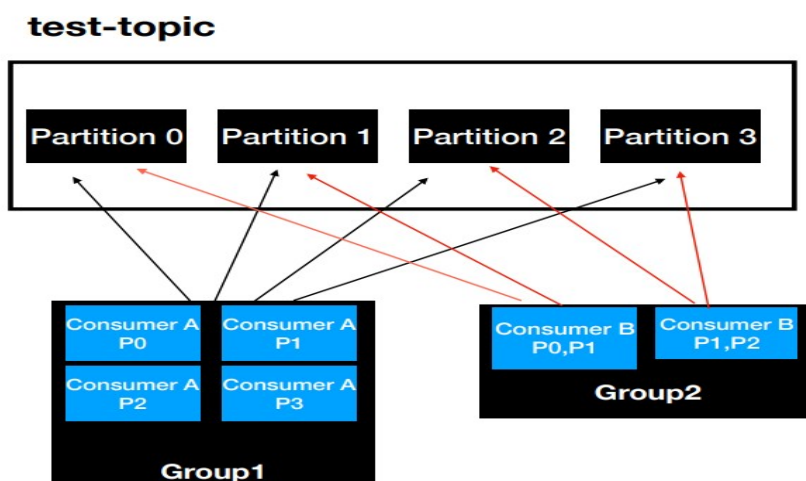 test-topic
Partition 0
Partition 1
Partition 2
Partition 3
Consumer A
P0
Consumer A
P1
Consumer A
P2
Consumer A
P3
Group1
Consumer B
P0,P1
Consumer B
P1,P2
Group2